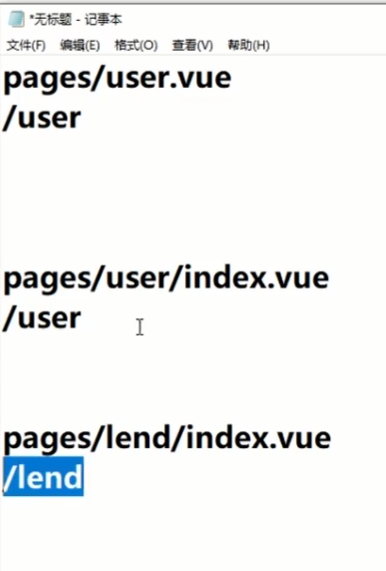 *无标题 - 记事本
文件(F) 编辑(E) 格式(O) 查看(V) 帮助(H)
pages/user.vue
/user
pages/user/index.vue
/user
pages/lend/index.vue
/lend